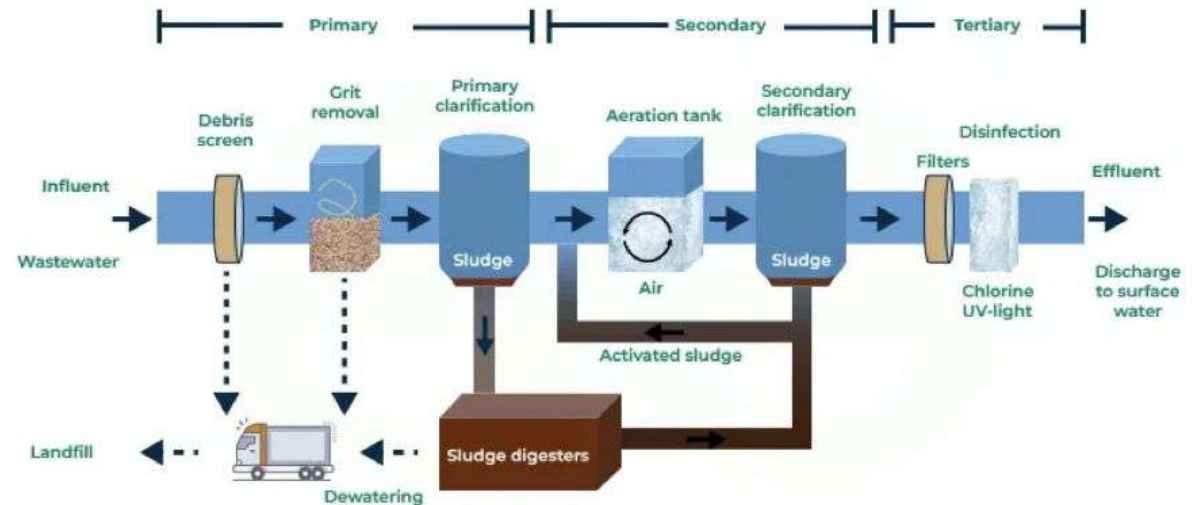 Primary
Secondary
Tertiary
Grit
removal
Primary
clarification
Secondary
clarification
Debris
screen
Aeration tank
Disinfection
Influent
Filters
Effluent
Wastewater
Sludge
Sludge
Air
Discharge
to surface
water
Chlorine
UV-light
Activated sludge
Landfill
Sludge digesters
Dewatering